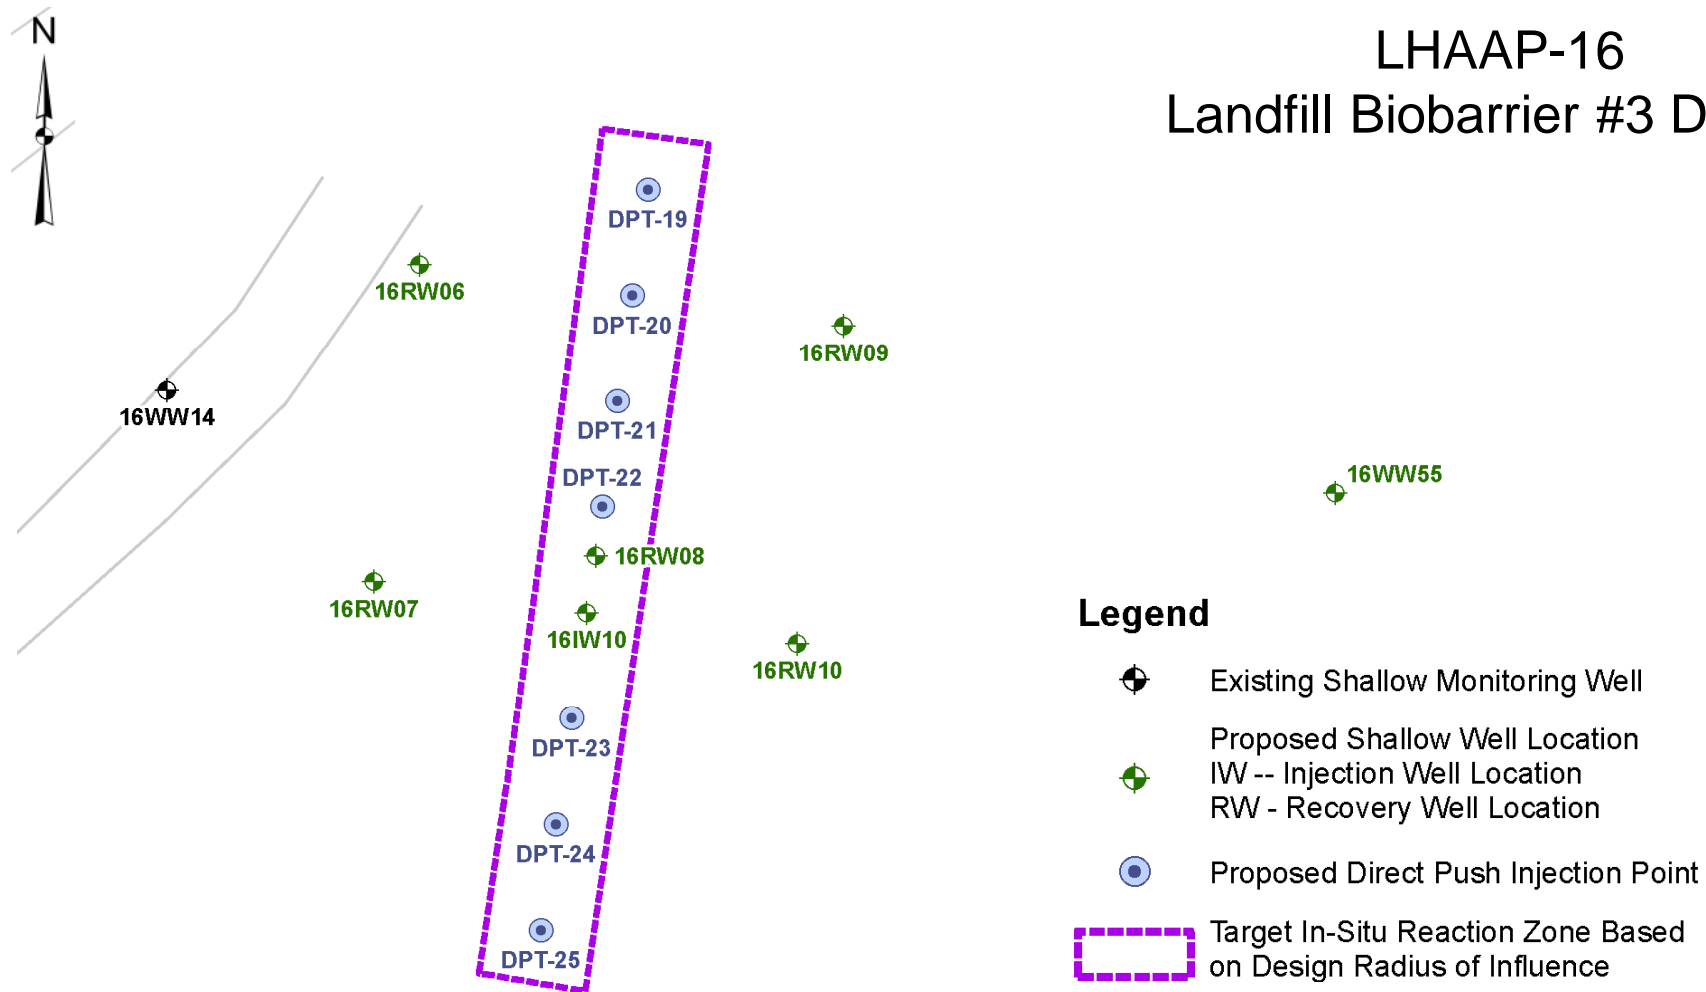 N
LHAAP-16
Landfill Biobarrier #3 D
DPT-19
16RW06
DPT-20
16RW09
16WW14
DPT-21
DPT-22
16WW55
16RW08
16RW07
16IW10
16RW10
DPT-23
DPT-24
DPT-25
Legend
Existing Shallow Monitoring Well
Proposed Shallow Well Location
IW -- Injection Well Location
RW - Recovery Well Location
Proposed Direct Push Injection Point
Target In-Situ Reaction Zone Based
on Design Radius of Influence